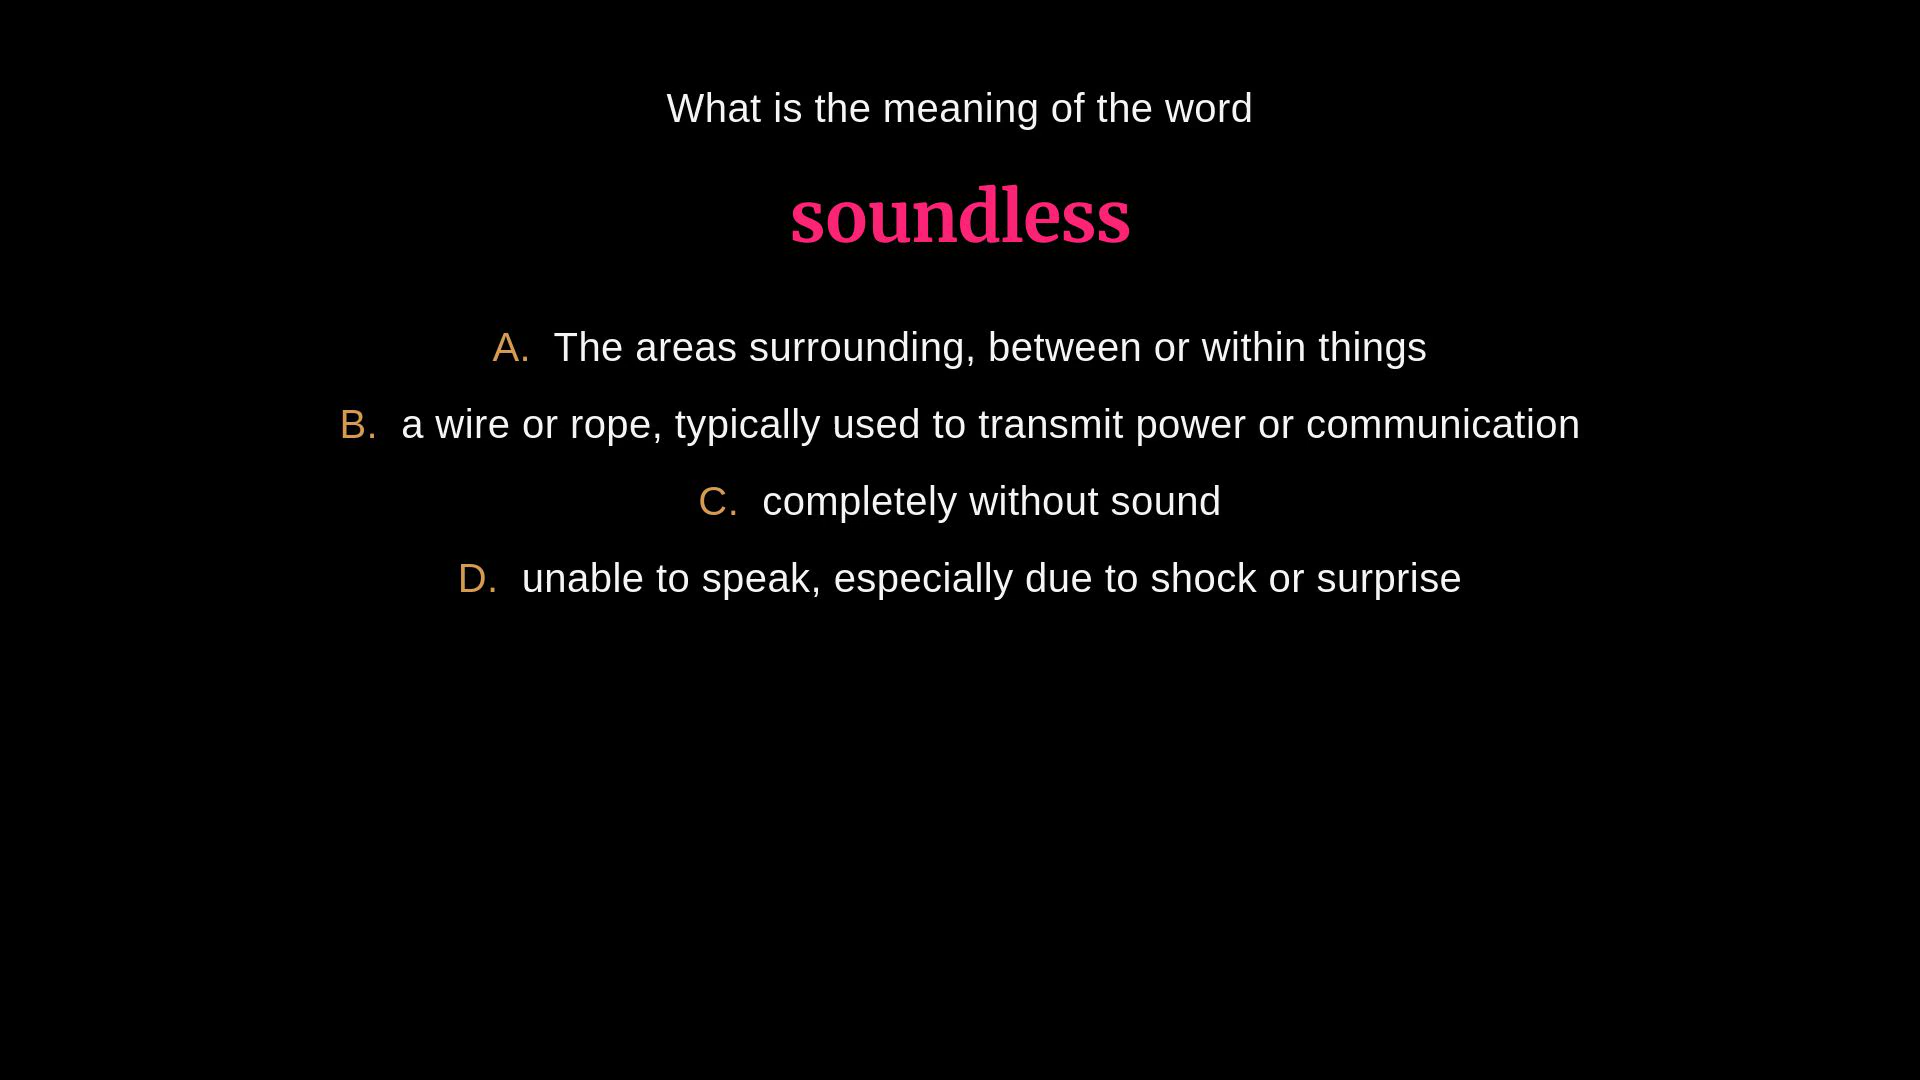 What is the meaning of the word
soundless
A. The areas surrounding, between or within things
B. a wire or rope, typically used to transmit power or communication
C. completely without sound
D. unable to speak, especially due to shock or surprise